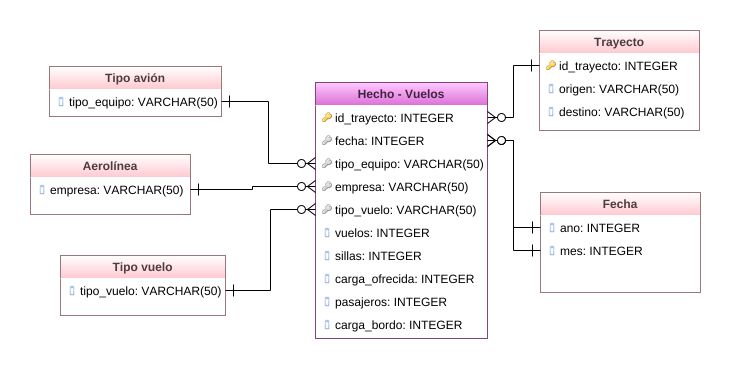 Tipo avión
tipo_equipo: VARCHAR(50)
Aerolínea
empresa: VARCHAR(50)
Tipo vuelo
tipo_vuelo: VARCHAR(50)
Hecho - Vuelos
id_trayecto: INTEGER
fecha: INTEGER
tipo_equipo: VARCHAR(50)
empresa: VARCHAR(50)
tipo_vuelo: VARCHAR(50)
vuelos: INTEGER
sillas: INTEGER
carga_ofrecida: INTEGER
pasajeros: INTEGER
carga_bordo: INTEGER
Trayecto
id_trayecto: INTEGER
origen: VARCHAR(50)
destino: VARCHAR(50)
Fecha
ano: INTEGER
mes: INTEGER